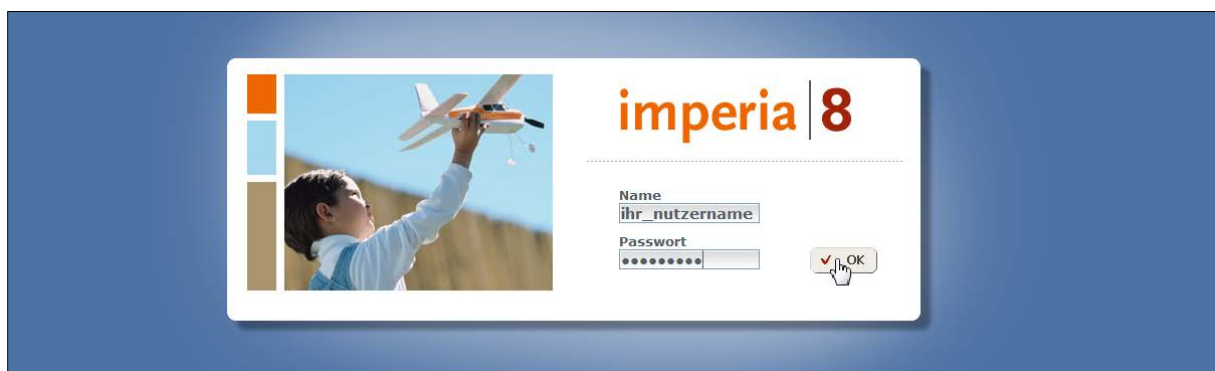 imperia 8
Name
ihr_nutzername
Passwort
•••••••••
OK